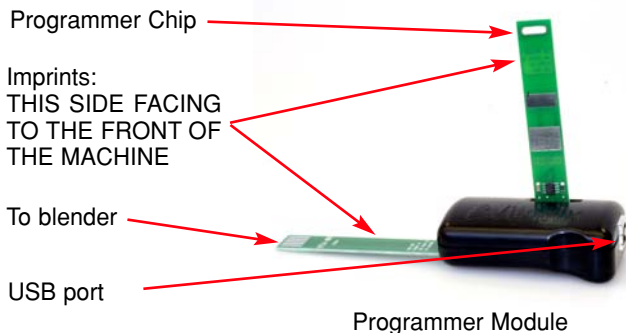 Programmer Chip
Imprints:
THIS SIDE FACING
TO THE FRONT OF
THE MACHINE
To blender
USB port
Programmer Module